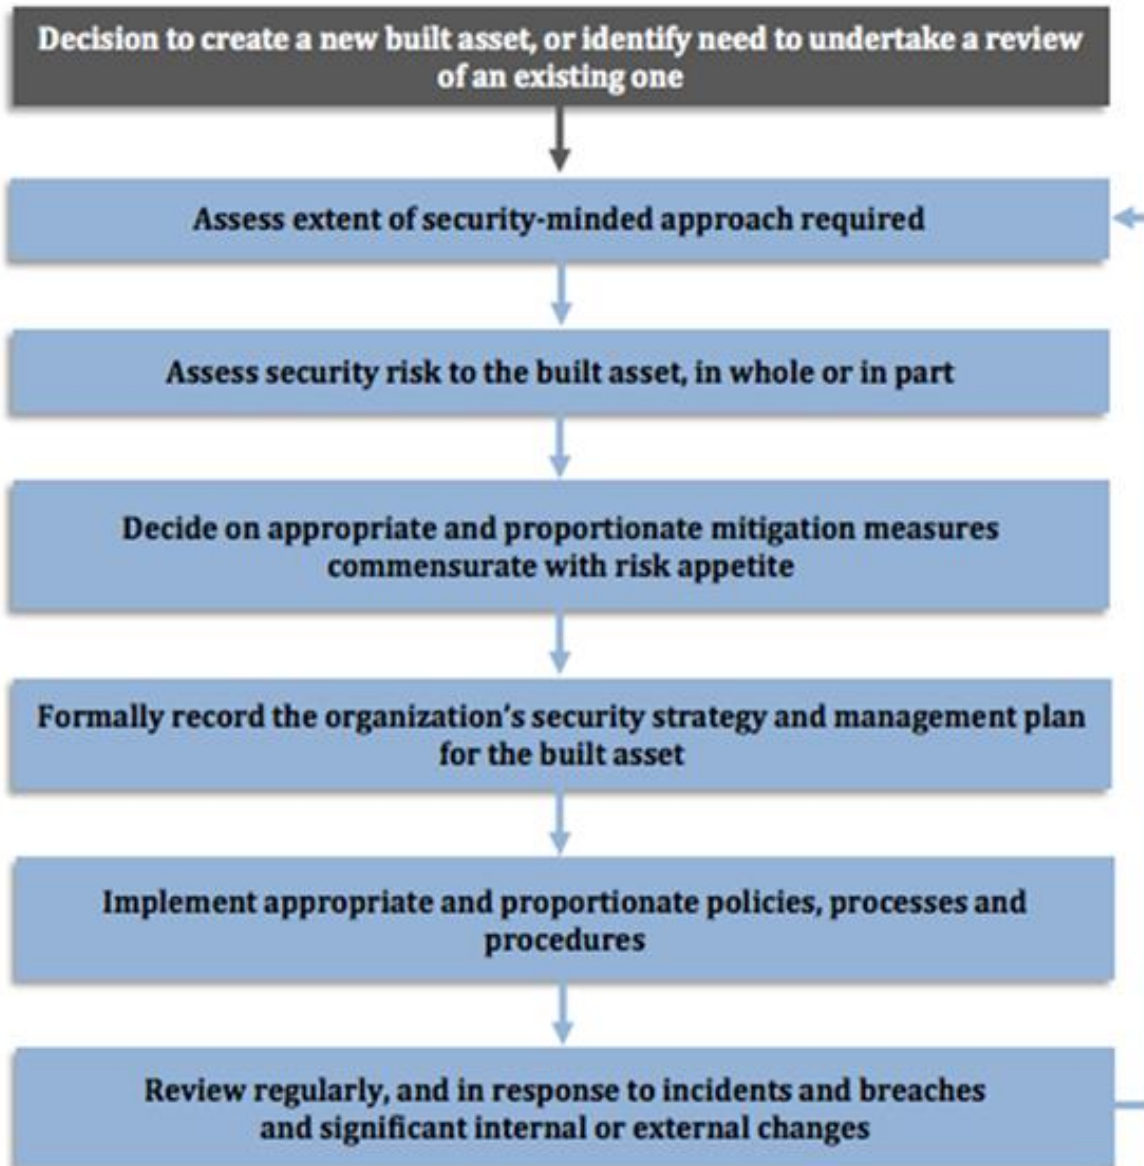 Decision to create a new built asset, or identify need to undertake a review
of an existing one
Assess extent of security-minded approach required
Assess security risk to the built asset, in whole or in part
Decide on appropriate and proportionate mitigation measures
commensurate with risk appetite
Formally record the organization's security strategy and management plan
for the built asset
Implement appropriate and proportionate policies, processes and
procedures
Review regularly, and in response to incidents and breaches
and significant internal or external changes